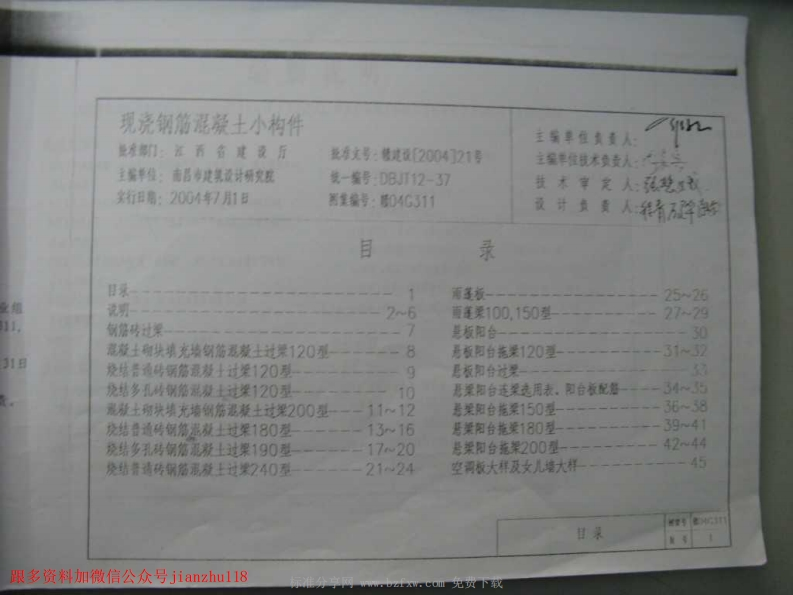 现浇钢筋混凝土小构件
批准部门：江西省建设厅
主编单位：南昌市建筑设计研究院
实行日期：2004年7月1日
批准文号：赣建设[2004]21号
统一编号：DBJT12-37
图集编号：赣04G311
主编单位负责人：
主编单位技术负责人：
技术审定人：
设计负责人：
目 录
目录 1
说明 2~6
钢筋砖过梁 7
混凝土砌块填充墙钢筋混凝土过梁120型 8
烧结普通砖钢筋混凝土过梁120型 9
烧结多孔砖钢筋混凝土过梁120型 10
混凝土砌块填充墙钢筋混凝土过梁200型 11~12
烧结普通砖钢筋混凝土过梁180型 13~16
烧结多孔砖钢筋混凝土过梁190型 17~20
烧结普通砖钢筋混凝土过梁240型 21~24
雨蓬板 25~26
雨蓬梁100,150型 27~29
悬板阳台 30
悬板阳台拖梁120型 31~32
悬板阳台过梁 33
悬梁阳台连梁选用表、阳台板配筋 34~35
悬梁阳台拖梁150型 36~38
悬梁阳台拖梁180型 39~41
悬梁阳台拖梁200型 42~44
空调板大样及女儿墙大样 45
目录
图集号 赣04G311
页号 1
业组
311,
月31日
跟多资料加微信公众号jianzhu118
标准分享网 www.bzfxw.com 免费下载